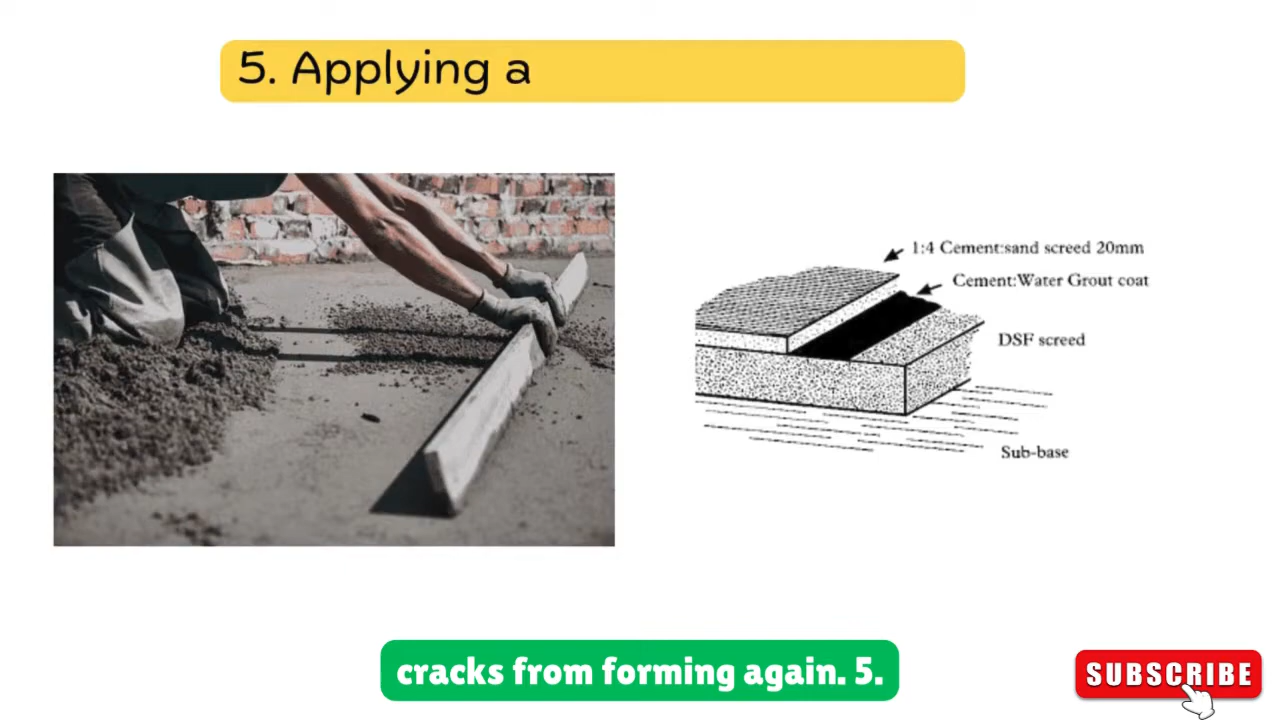 5. Applying a
1:4 Cement:sand screed 20mm
Cement:Water Grout coat
DSF screed
Sub-base
cracks from forming again. 5.
SUBSCRIBE